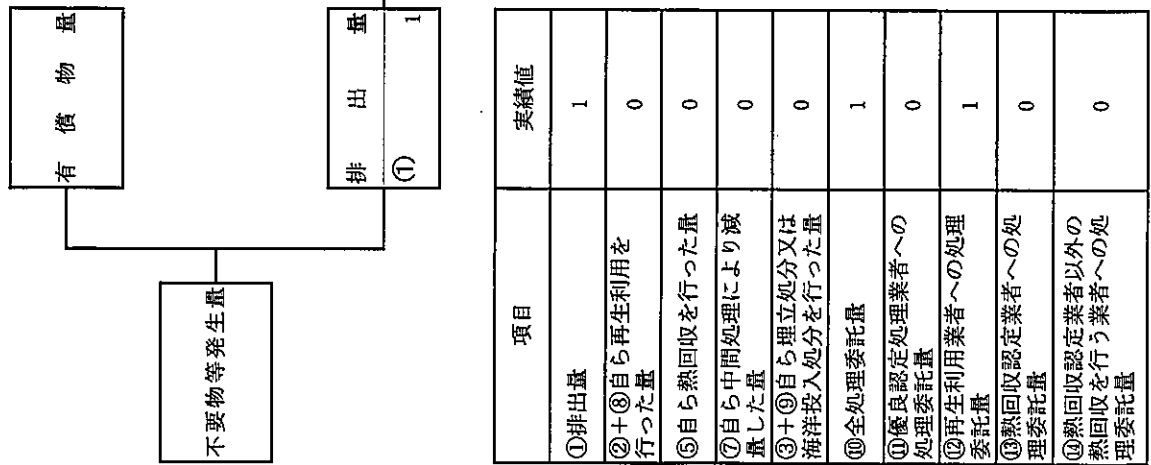 不要物等発生量
有償物量
排出量
① 1
項目 実績値
①排出量 1
②+⑧自ら再生利用を
行った量 0
⑤自ら熱回収を行った量 0
⑦自ら中間処理により減
量した量 0
③+⑨自ら埋立処分又は
海洋投入処分を行った量 0
⑩全処理委託量 1
⑪優良認定処理業者への
処理委託量 0
⑫再生利用業者への処理
委託量 1
⑬熱回収認定業者への処
理委託量 0
⑭熱回収認定業者以外の
熱回収を行う業者への処
理委託量 0